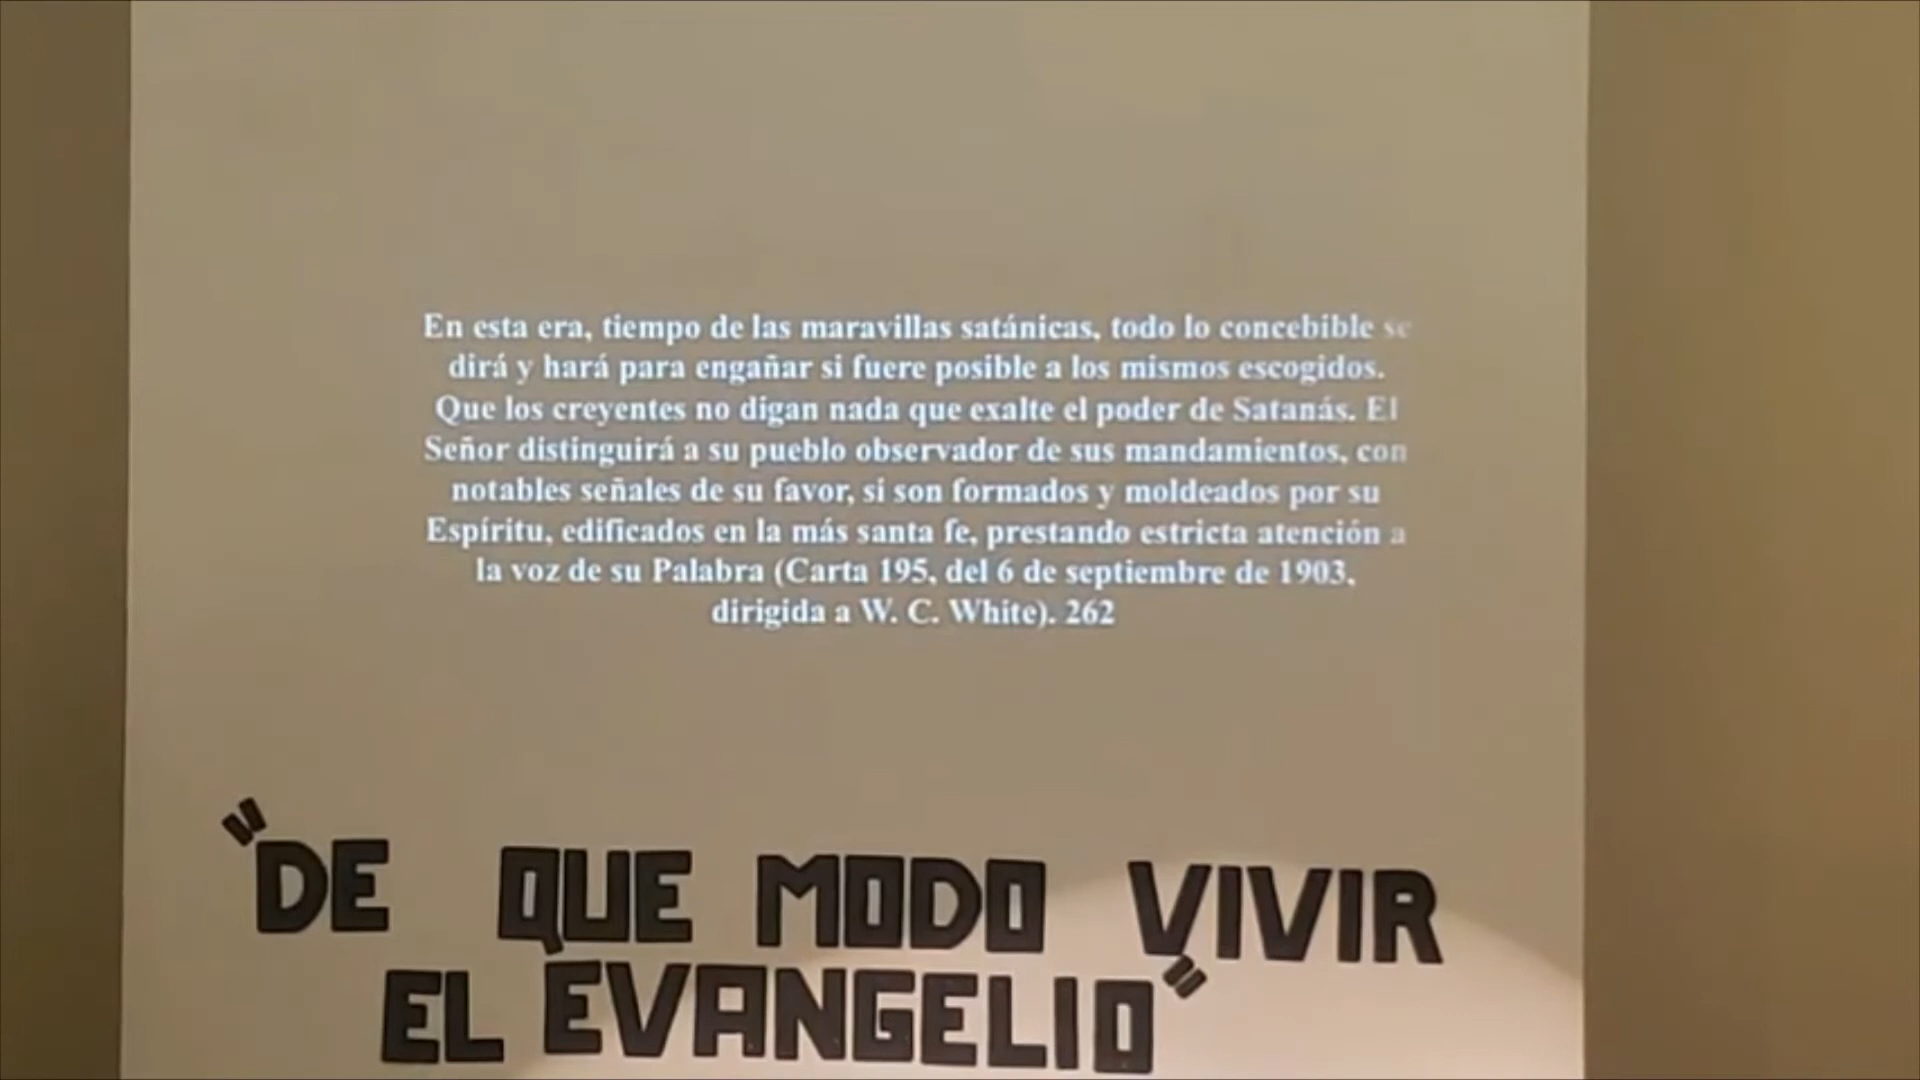 En esta era, tiempo de las maravillas satánicas, todo lo concebible se
dirá y hará para engañar si fuere posible a los mismos escogidos.
Que los creyentes no digan nada que exalte el poder de Satanás. El
Señor distinguirá a su pueblo observador de sus mandamientos, con
notables señales de su favor, si son formados y moldeados por su
Espíritu, edificados en la más santa fe, prestando estricta atención a
la voz de su Palabra (Carta 195, del 6 de septiembre de 1903,
dirigida a W. C. White). 262
"DE QUE MODO VIVIR
EL EVANGELIO"